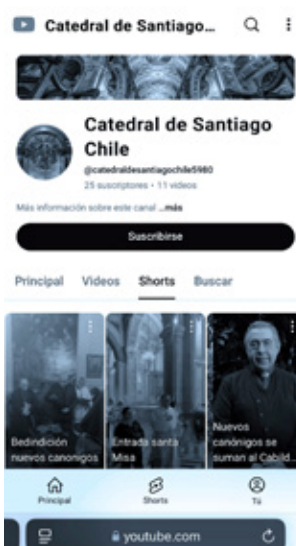 Catedral de Santiago...
Catedral de Santiago
Chile
@catedraldesantiagochile5980
25 suscriptores • 11 videos
Más información sobre este canal ...más
Suscribirse
Principal Videos Shorts Buscar
Bedindición
nuevos canonigos
Entrada santa
Misa
Nuevos
canónigos se
suman al Cabild...
Principal Shorts Tú
youtube.com